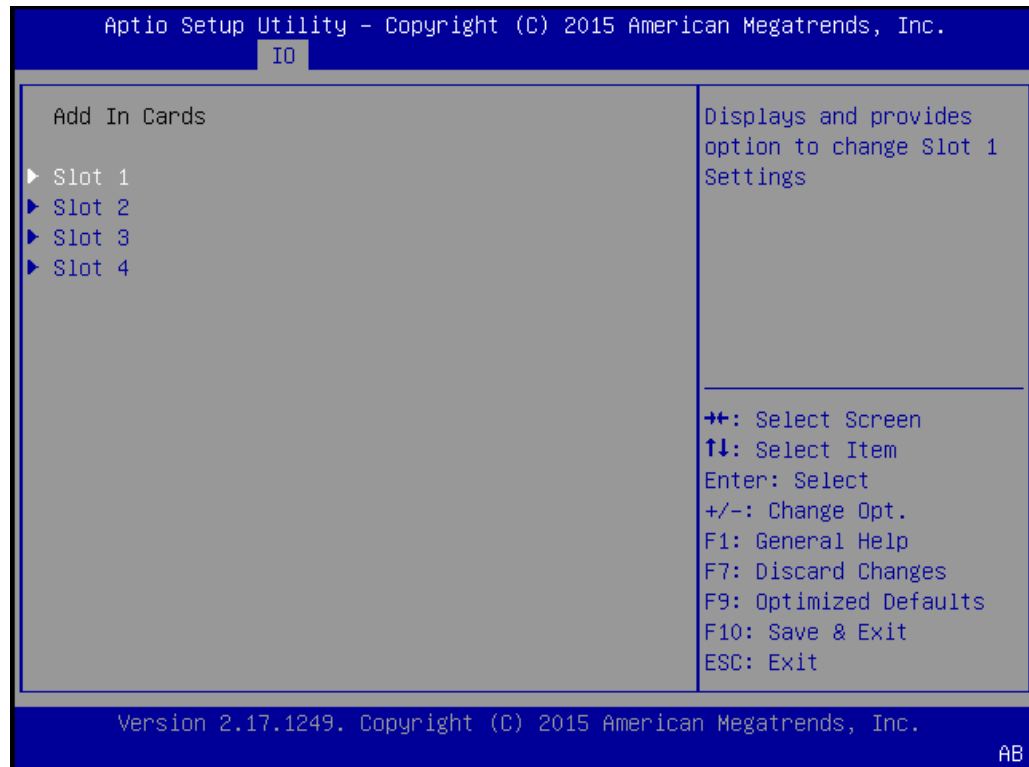 Aptio Setup Utility – Copyright (C) 2015 American Megatrends, Inc.
IO
Add In Cards
▶ Slot 1
▶ Slot 2
▶ Slot 3
▶ Slot 4
Displays and provides
option to change Slot 1
Settings
→←: Select Screen
↑↓: Select Item
Enter: Select
+/-: Change Opt.
F1: General Help
F7: Discard Changes
F9: Optimized Defaults
F10: Save & Exit
ESC: Exit
Version 2.17.1249. Copyright (C) 2015 American Megatrends, Inc.
AB